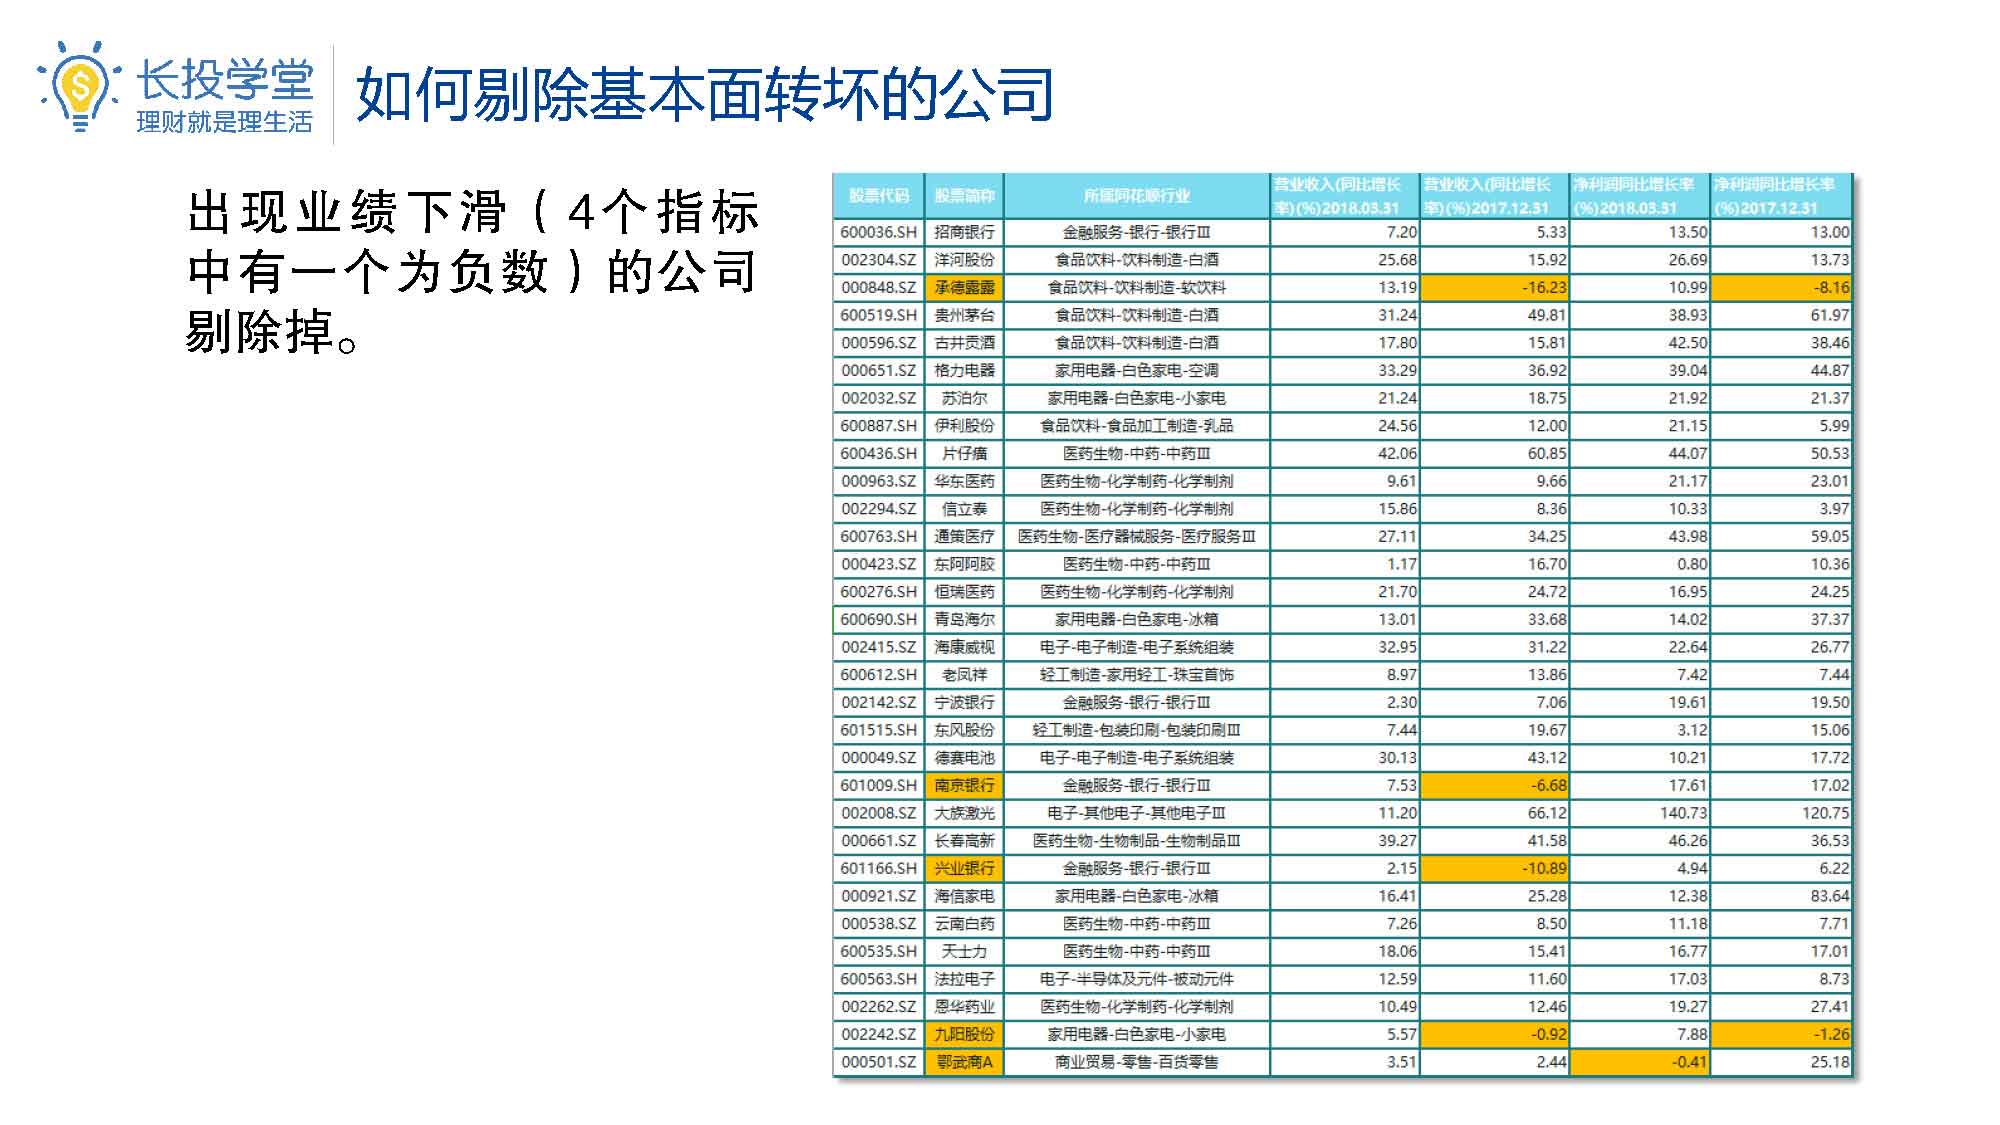 长投学堂
理财就是理生活
如何剔除基本面转坏的公司
出现业绩下滑（4个指标
中有一个为负数）的公司
剔除掉。
股票代码 股票简称 所属同花顺行业 营业收入(同比增长率)(%)2018.03.31 营业收入(同比增长率)(%)2017.12.31 净利润同比增长率(%)2018.03.31 净利润同比增长率(%)2017.12.31
600036.SH 招商银行 金融服务-银行-银行Ⅲ 7.20 5.33 13.50 13.00
002304.SZ 洋河股份 食品饮料-饮料制造-白酒 25.68 15.92 26.69 13.73
000848.SZ 承德露露 食品饮料-饮料制造-软饮料 13.19 -16.23 10.99 -8.16
600519.SH 贵州茅台 食品饮料-饮料制造-白酒 31.24 49.81 38.93 61.97
000596.SZ 古井贡酒 食品饮料-饮料制造-白酒 17.80 15.81 42.50 38.46
000651.SZ 格力电器 家用电器-白色家电-空调 33.29 36.92 39.04 44.87
002032.SZ 苏泊尔 家用电器-白色家电-小家电 21.24 18.75 21.92 21.37
600887.SH 伊利股份 食品饮料-食品加工制造-乳品 24.56 12.00 21.15 5.99
600436.SH 片仔癀 医药生物-中药-中药Ⅲ 42.06 60.85 44.07 50.53
000963.SZ 华东医药 医药生物-化学制药-化学制剂 9.61 9.66 21.17 23.01
002294.SZ 信立泰 医药生物-化学制药-化学制剂 15.86 8.36 10.33 3.97
600763.SH 通策医疗 医药生物-医疗器械服务-医疗服务Ⅲ 27.11 34.25 43.98 59.05
000423.SZ 东阿阿胶 医药生物-中药-中药Ⅲ 1.17 16.70 0.80 10.36
600276.SH 恒瑞医药 医药生物-化学制药-化学制剂 21.70 24.72 16.95 24.25
600690.SH 青岛海尔 家用电器-白色家电-冰箱 13.01 33.68 14.02 37.37
002415.SZ 海康威视 电子-电子制造-电子系统组装 32.95 31.22 22.64 26.77
600612.SH 老凤祥 轻工制造-家用轻工-珠宝首饰 8.97 13.86 7.42 7.44
002142.SZ 宁波银行 金融服务-银行-银行Ⅲ 2.30 7.06 19.61 19.50
601515.SH 东风股份 轻工制造-包装印刷-包装印刷Ⅲ 7.44 19.67 3.12 15.06
000049.SZ 德赛电池 电子-电子制造-电子系统组装 30.13 43.12 10.21 17.72
601009.SH 南京银行 金融服务-银行-银行Ⅲ 7.53 -6.68 17.61 17.02
002008.SZ 大族激光 电子-其他电子-其他电子Ⅲ 11.20 66.12 140.73 120.75
000661.SZ 长春高新 医药生物-生物制品-生物制品Ⅲ 39.27 41.58 46.26 36.53
601166.SH 兴业银行 金融服务-银行-银行Ⅲ 2.15 -10.89 4.94 6.22
000921.SZ 海信家电 家用电器-白色家电-冰箱 16.41 25.28 12.38 83.64
000538.SZ 云南白药 医药生物-中药-中药Ⅲ 7.26 8.50 11.18 7.71
600535.SH 天士力 医药生物-中药-中药Ⅲ 18.06 15.41 16.77 17.01
600563.SH 法拉电子 电子-半导体及元件-被动元件 12.59 11.60 17.03 8.73
002262.SZ 恩华药业 医药生物-化学制药-化学制剂 10.49 12.46 19.27 27.41
002242.SZ 九阳股份 家用电器-白色家电-小家电 5.57 -0.92 7.88 -1.26
000501.SZ 鄂武商A 商业贸易-零售-百货零售 3.51 2.44 -0.41 25.18